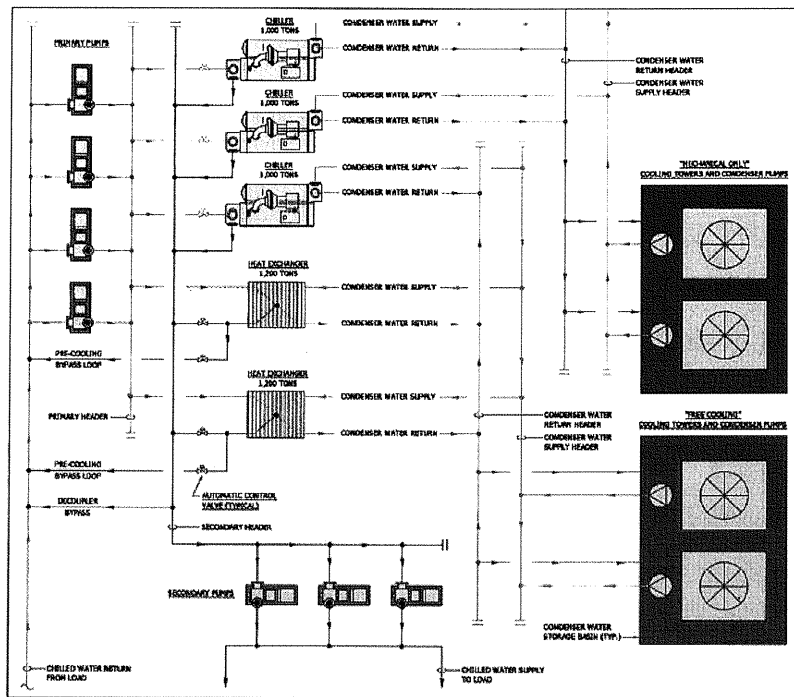 PRIMARY PUMPS
CHILLER
1,000 TONS
CONDENSER WATER SUPPLY
CONDENSER WATER RETURN
CHILLER
1,000 TONS
CONDENSER WATER SUPPLY
CONDENSER WATER RETURN
CHILLER
1,000 TONS
CONDENSER WATER SUPPLY
CONDENSER WATER RETURN
CONDENSER WATER
RETURN HEADER
CONDENSER WATER
SUPPLY HEADER
"MECHANICAL ONLY"
COOLING TOWERS AND CONDENSER PUMPS
HEAT EXCHANGER
1,200 TONS
CONDENSER WATER SUPPLY
CONDENSER WATER RETURN
PRE-COOLING
BYPASS LOOP
HEAT EXCHANGER
1,200 TONS
CONDENSER WATER SUPPLY
CONDENSER WATER RETURN
PRIMARY HEADER
CONDENSER WATER
RETURN HEADER
CONDENSER WATER
SUPPLY HEADER
"FREE COOLING"
COOLING TOWERS AND CONDENSER PUMPS
PRE-COOLING
BYPASS LOOP
DECOUPLER
BYPASS
AUTOMATIC CONTROL
VALVE (TYPICAL)
SECONDARY HEADER
SECONDARY PUMPS
CONDENSER WATER
STORAGE BASIN (TYP.)
CHILLED WATER RETURN
FROM LOAD
CHILLED WATER SUPPLY
TO LOAD